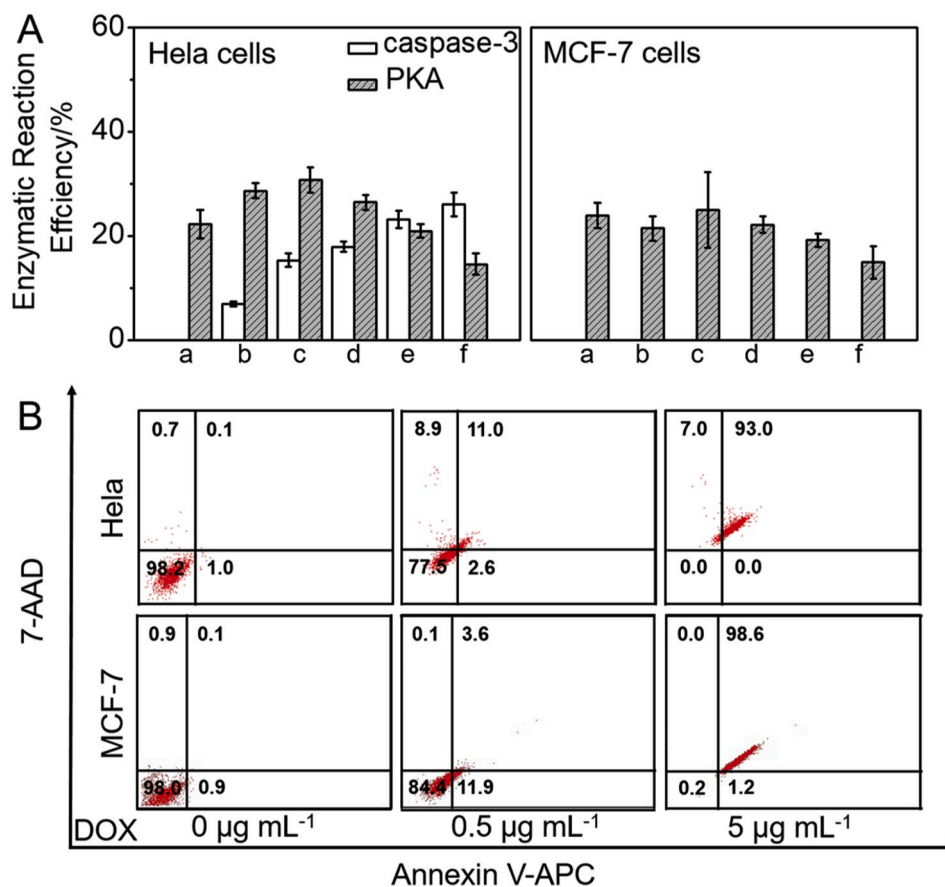 A
Enzymatic Reaction
Effciency/%
60
40
20
0
Hela cells
caspase-3
PKA
a b c d e f
MCF-7 cells
a b c d e f
B
7-AAD
Hela
0.7 0.1
98.2 1.0
8.9 11.0
77.5 2.6
7.0 93.0
0.0 0.0
MCF-7
0.9 0.1
98.0 0.9
0.1 3.6
84.4 11.9
0.0 98.6
0.2 1.2
DOX 0 µg mL⁻¹ 0.5 µg mL⁻¹ 5 µg mL⁻¹
Annexin V-APC